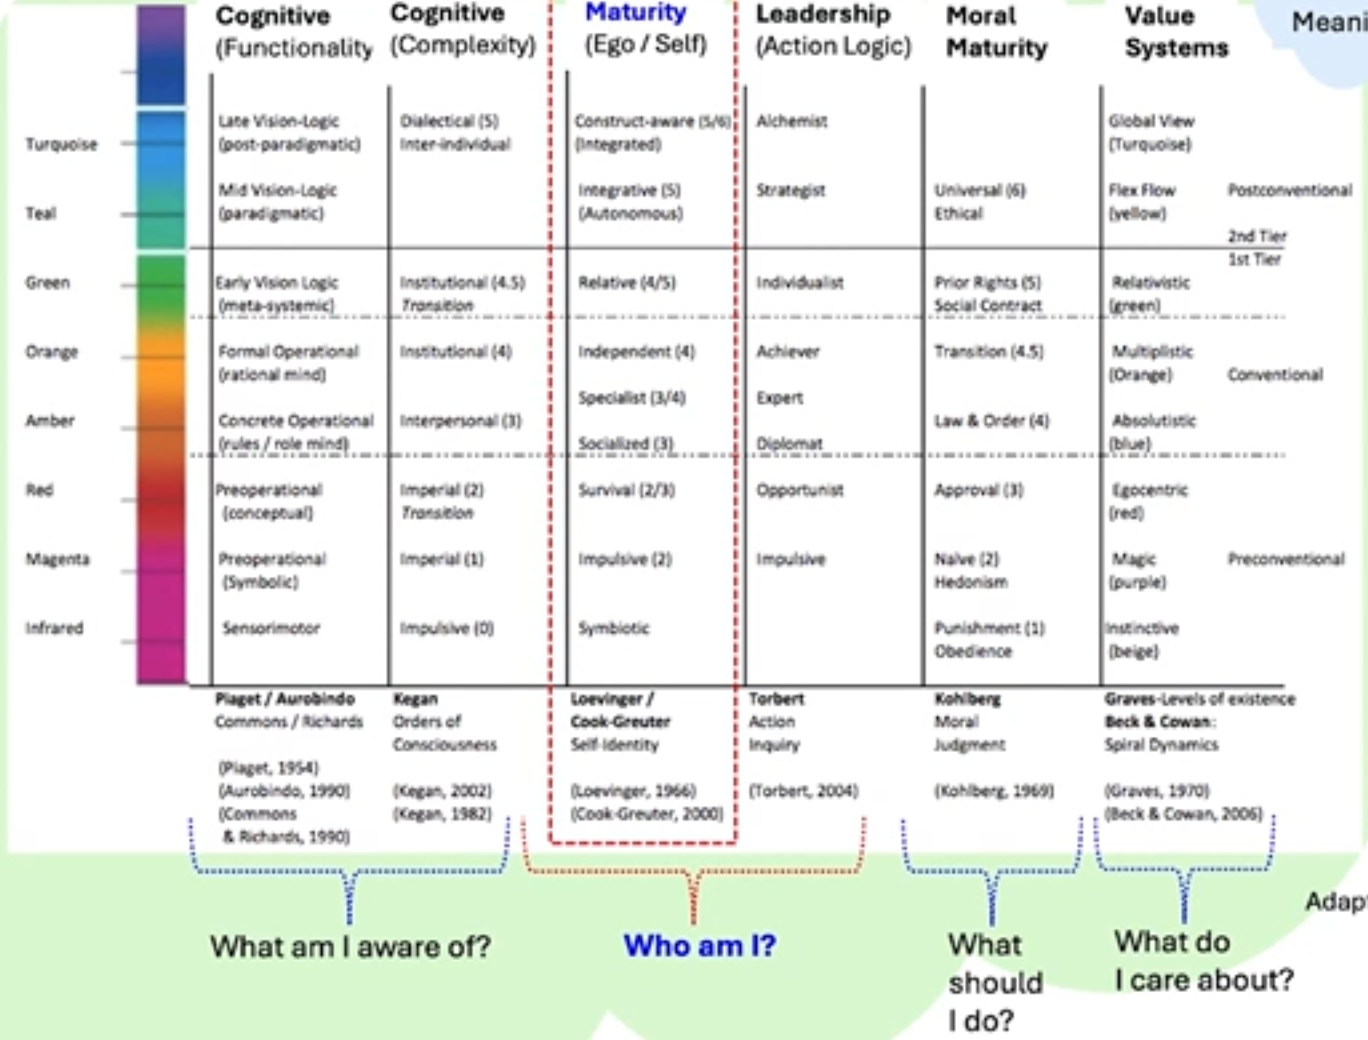 Cognitive
(Functionality
Cognitive
(Complexity)
Maturity
(Ego / Self)
Leadership
(Action Logic)
Moral
Maturity
Value
Systems
Meani
Turquoise
Late Vision-Logic
(post-paradigmatic)
Dialectical (5)
Inter-individual
Construct-aware (5/6)
(Integrated)
Alchemist
Global View
(Turquoise)
Teal
Mid Vision-Logic
(paradigmatic)
Integrative (5)
(Autonomous)
Strategist
Universal (6)
Ethical
Flex Flow
(yellow)
Postconventional
2nd Tier
1st Tier
Green
Early Vision Logic
(meta-systemic)
Institutional (4.5)
Transition
Relative (4/5)
Individualist
Prior Rights (5)
Social Contract
Relativistic
(green)
Orange
Formal Operational
(rational mind)
Institutional (4)
Independent (4)
Achiever
Transition (4.5)
Multiplistic
(Orange)
Conventional
Specialist (3/4)
Expert
Amber
Concrete Operational
(rules / role mind)
Interpersonal (3)
Socialized (3)
Diplomat
Law & Order (4)
Absolutistic
(blue)
Red
Preoperational
(conceptual)
Imperial (2)
Transition
Survival (2/3)
Opportunist
Approval (3)
Egocentric
(red)
Magenta
Preoperational
(Symbolic)
Imperial (1)
Impulsive (2)
Impulsive
Naïve (2)
Hedonism
Magic
(purple)
Preconventional
Infrared
Sensorimotor
Impulsive (0)
Symbiotic
Punishment (1)
Obedience
Instinctive
(beige)
Piaget / Aurobindo
Commons / Richards
(Piaget, 1954)
(Aurobindo, 1990)
(Commons
& Richards, 1990)
Kegan
Orders of
Consciousness
(Kegan, 2002)
(Kegan, 1982)
Loevinger /
Cook-Greuter
Self-Identity
(Loevinger, 1966)
(Cook-Greuter, 2000)
Torbert
Action
Inquiry
(Torbert, 2004)
Kohlberg
Moral
Judgment
(Kohlberg, 1969)
Graves-Levels of existence
Beck & Cowan:
Spiral Dynamics
(Graves, 1970)
(Beck & Cowan, 2006)
What am I aware of?
Who am I?
What
should
I do?
What do
I care about?
Adap